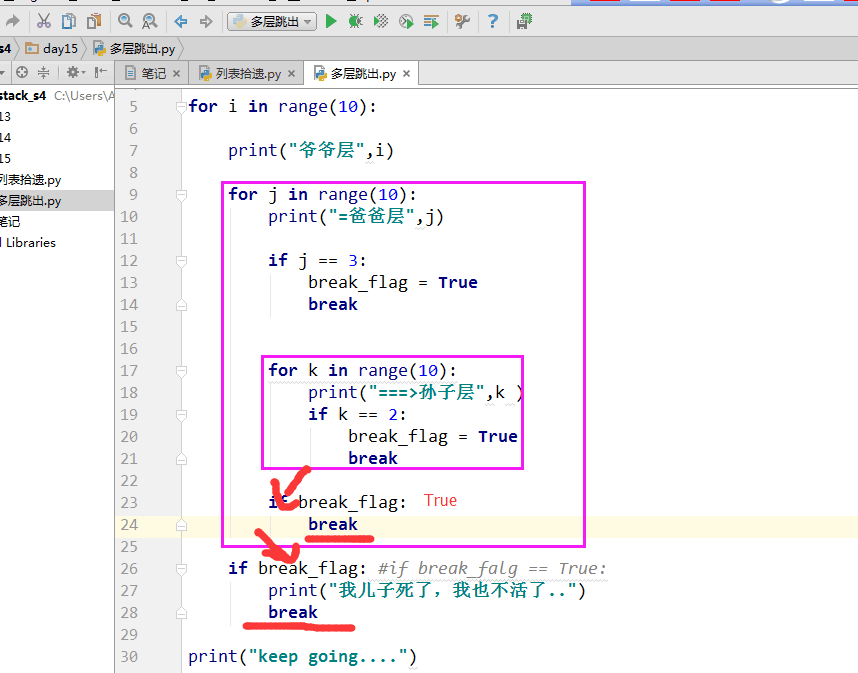 多层跳出
s4 day15 多层跳出.py
笔记 列表拾遗.py 多层跳出.py
stack_s4 C:\Users\A
13
14
15
列表拾遗.py
多层跳出.py
笔记
Libraries
5 for i in range(10):
6
7 print("爷爷层",i)
8
9 for j in range(10):
10 print("=爸爸层",j)
11
12 if j == 3:
13 break_flag = True
14 break
15
16
17 for k in range(10):
18 print("===>孙子层",k )
19 if k == 2:
20 break_flag = True
21 break
22
23 if break_flag: True
24 break
25
26 if break_flag: #if break_falg == True:
27 print("我儿子死了，我也不活了..")
28 break
29
30 print("keep going....")